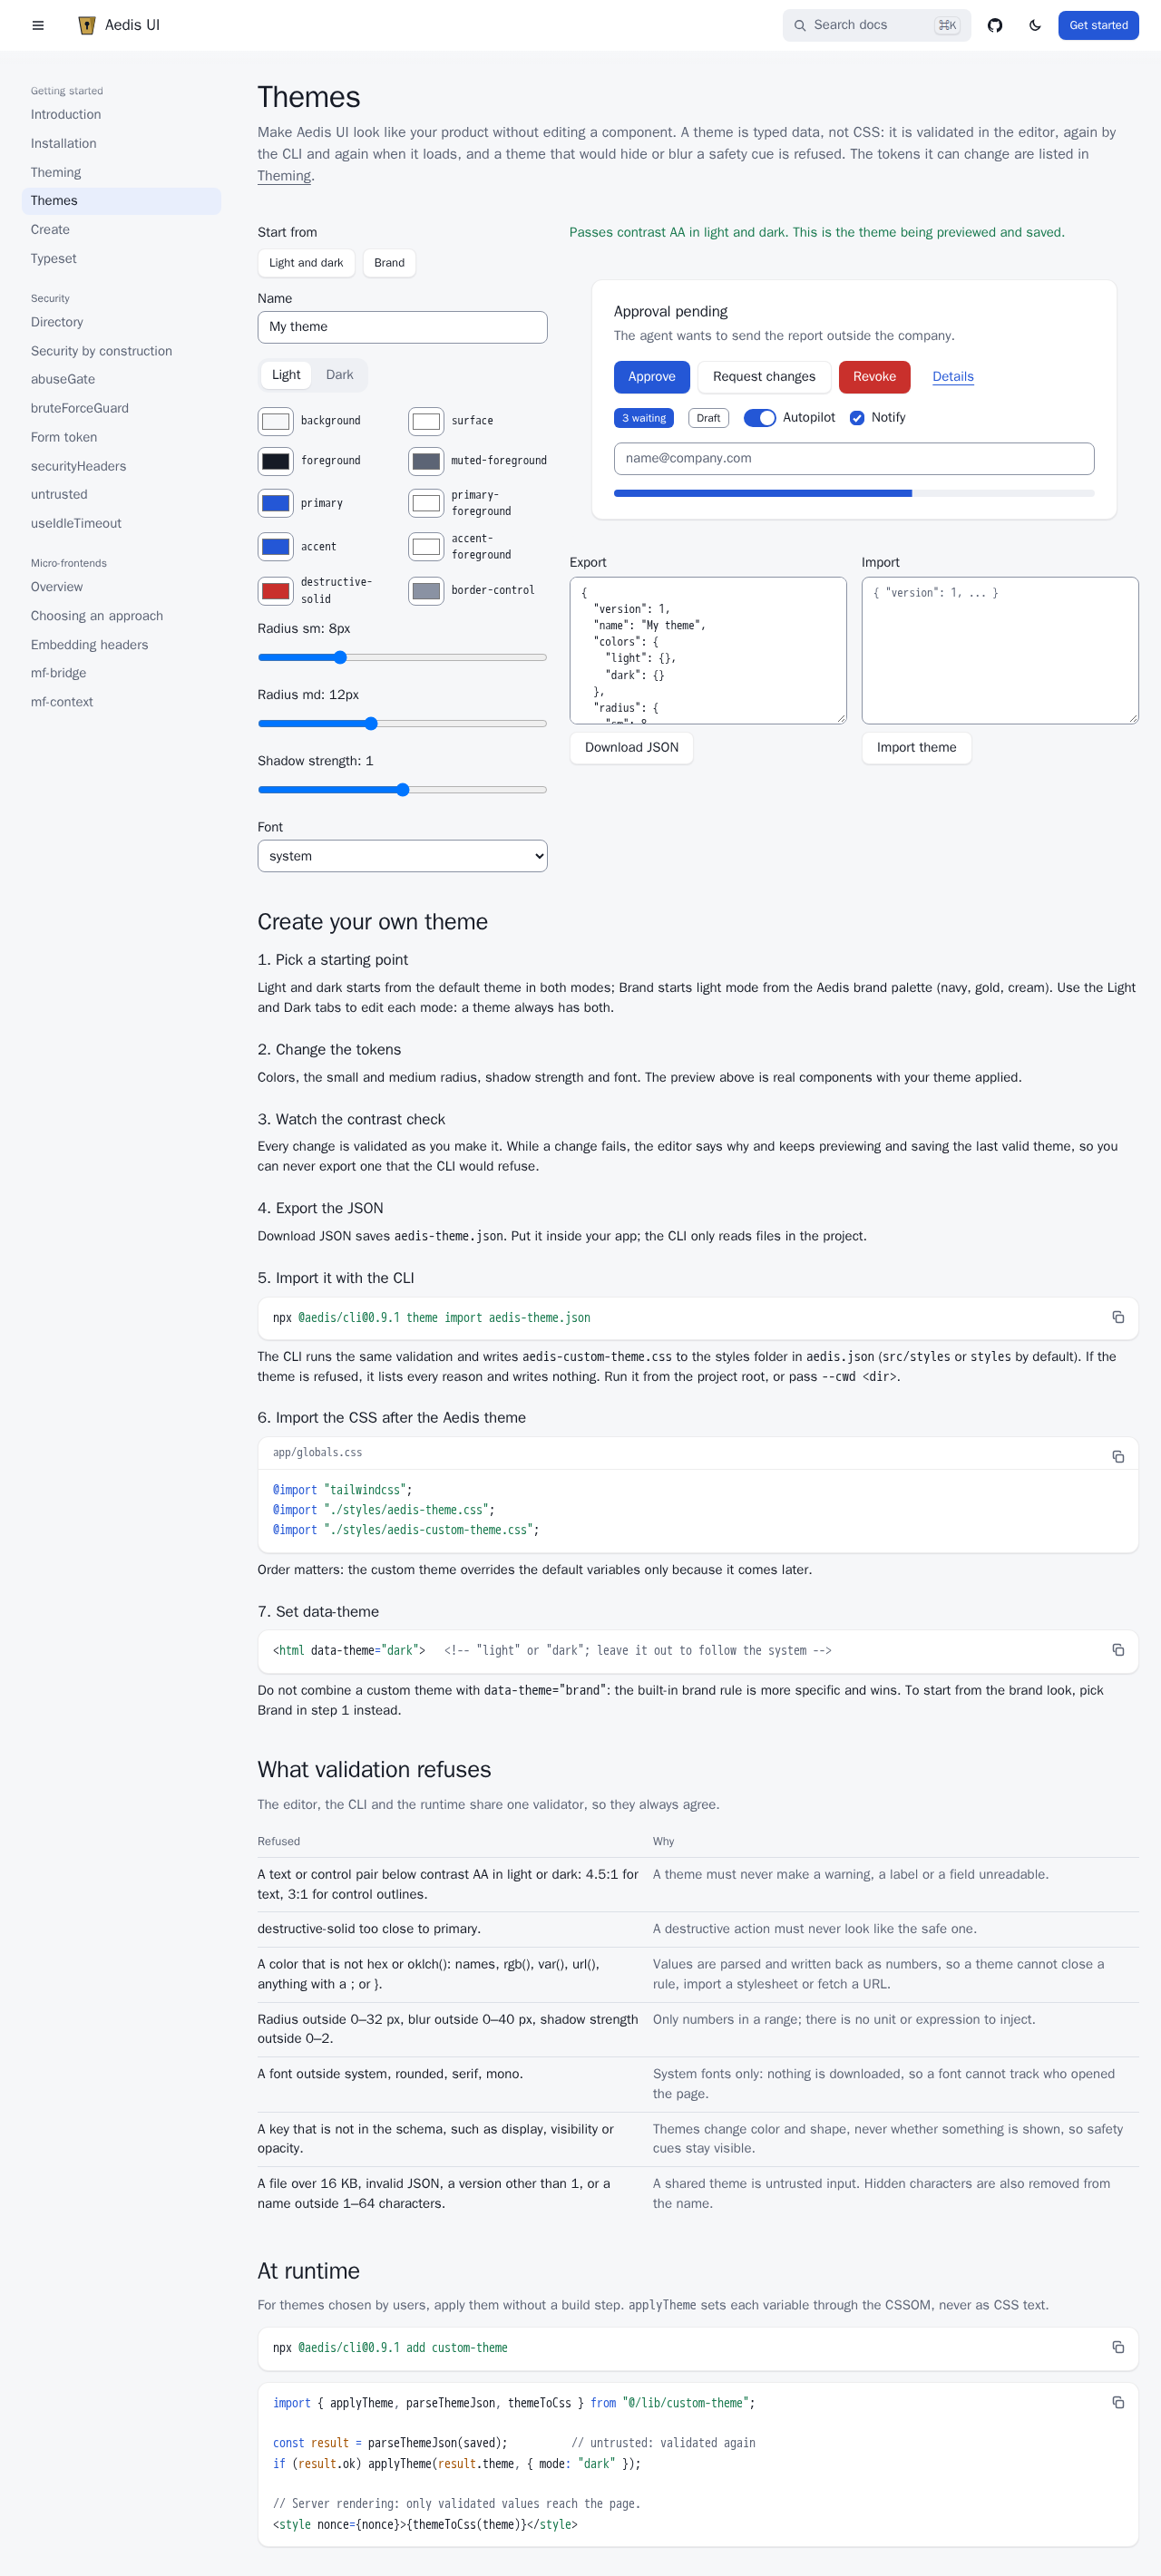 Aedis UI
Search docs
⌘K
Get started
Getting started
Introduction
Installation
Theming
Themes
Create
Typeset
Security
Directory
Security by construction
abuseGate
bruteForceGuard
Form token
securityHeaders
untrusted
useIdleTimeout
Micro-frontends
Overview
Choosing an approach
Embedding headers
mf-bridge
mf-context
Themes
Make Aedis UI look like your product without editing a component. A theme is typed data, not CSS: it is validated in the editor, again by
the CLI and again when it loads, and a theme that would hide or blur a safety cue is refused. The tokens it can change are listed in
Theming.
Start from
Light and dark
Brand
Name
My theme
Light
Dark
background
surface
foreground
muted-foreground
primary
primary-
foreground
accent
accent-
foreground
destructive-
solid
border-control
Radius sm: 8px
Radius md: 12px
Shadow strength: 1
Font
system
Passes contrast AA in light and dark. This is the theme being previewed and saved.
Approval pending
The agent wants to send the report outside the company.
Approve
Request changes
Revoke
Details
3 waiting
Draft
Autopilot
Notify
name@company.com
Export
{
"version": 1,
"name": "My theme",
"colors": {
"light": {},
"dark": {}
},
"radius": {
"sm": 8
Download JSON
Import
{ "version": 1, ... }
Import theme
Create your own theme
1. Pick a starting point
Light and dark starts from the default theme in both modes; Brand starts light mode from the Aedis brand palette (navy, gold, cream). Use the Light
and Dark tabs to edit each mode: a theme always has both.
2. Change the tokens
Colors, the small and medium radius, shadow strength and font. The preview above is real components with your theme applied.
3. Watch the contrast check
Every change is validated as you make it. While a change fails, the editor says why and keeps previewing and saving the last valid theme, so you
can never export one that the CLI would refuse.
4. Export the JSON
Download JSON saves aedis-theme.json. Put it inside your app; the CLI only reads files in the project.
5. Import it with the CLI
npx @aedis/cli@0.9.1 theme import aedis-theme.json
The CLI runs the same validation and writes aedis-custom-theme.css to the styles folder in aedis.json (src/styles or styles by default). If the
theme is refused, it lists every reason and writes nothing. Run it from the project root, or pass --cwd <dir>.
6. Import the CSS after the Aedis theme
app/globals.css
@import "tailwindcss";
@import "./styles/aedis-theme.css";
@import "./styles/aedis-custom-theme.css";
Order matters: the custom theme overrides the default variables only because it comes later.
7. Set data-theme
<html data-theme="dark"> <!-- "light" or "dark"; leave it out to follow the system -->
Do not combine a custom theme with data-theme="brand": the built-in brand rule is more specific and wins. To start from the brand look, pick
Brand in step 1 instead.
What validation refuses
The editor, the CLI and the runtime share one validator, so they always agree.
Refused
Why
A text or control pair below contrast AA in light or dark: 4.5:1 for
text, 3:1 for control outlines.
A theme must never make a warning, a label or a field unreadable.
destructive-solid too close to primary.
A destructive action must never look like the safe one.
A color that is not hex or oklch(): names, rgb(), var(), url(),
anything with a ; or }.
Values are parsed and written back as numbers, so a theme cannot close a
rule, import a stylesheet or fetch a URL.
Radius outside 0–32 px, blur outside 0–40 px, shadow strength
outside 0–2.
Only numbers in a range; there is no unit or expression to inject.
A font outside system, rounded, serif, mono.
System fonts only: nothing is downloaded, so a font cannot track who opened
the page.
A key that is not in the schema, such as display, visibility or
opacity.
Themes change color and shape, never whether something is shown, so safety
cues stay visible.
A file over 16 KB, invalid JSON, a version other than 1, or a
name outside 1–64 characters.
A shared theme is untrusted input. Hidden characters are also removed from
the name.
At runtime
For themes chosen by users, apply them without a build step. applyTheme sets each variable through the CSSOM, never as CSS text.
npx @aedis/cli@0.9.1 add custom-theme
import { applyTheme, parseThemeJson, themeToCss } from "@/lib/custom-theme";
const result = parseThemeJson(saved); // untrusted: validated again
if (result.ok) applyTheme(result.theme, { mode: "dark" });
// Server rendering: only validated values reach the page.
<style nonce={nonce}>{themeToCss(theme)}</style>